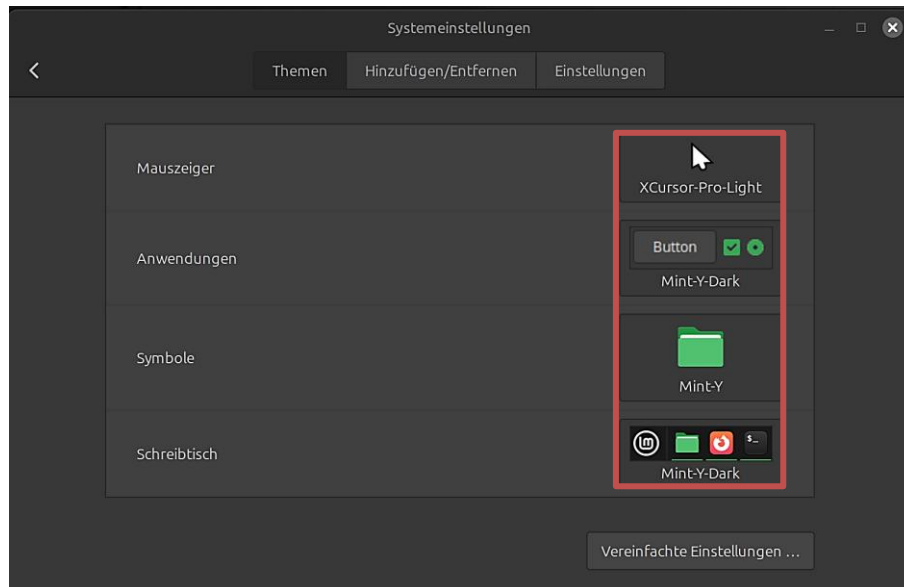 Systemeinstellungen
Themen Hinzufügen/Entfernen Einstellungen
Mauszeiger
XCursor-Pro-Light
Anwendungen
Button
Mint-Y-Dark
Symbole
Mint-Y
Schreibtisch
lm
$_
Mint-Y-Dark
Vereinfachte Einstellungen ...